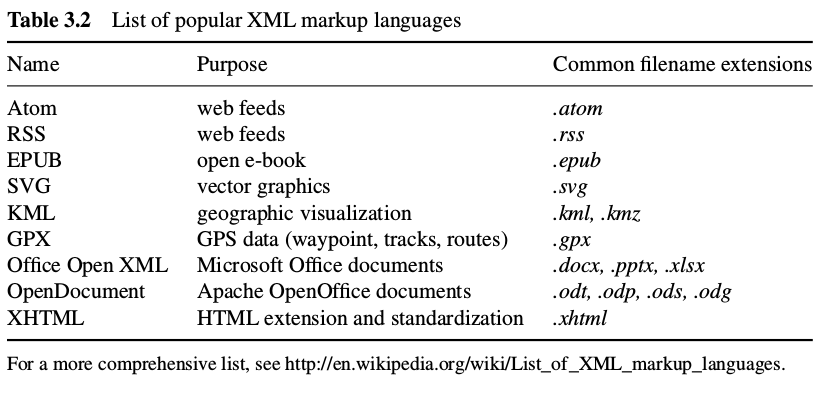 Table 3.2 List of popular XML markup languages
Name Purpose Common filename extensions
Atom web feeds .atom
RSS web feeds .rss
EPUB open e-book .epub
SVG vector graphics .svg
KML geographic visualization .kml, .kmz
GPX GPS data (waypoint, tracks, routes) .gpx
Office Open XML Microsoft Office documents .docx, .pptx, .xlsx
OpenDocument Apache OpenOffice documents .odt, .odp, .ods, .odg
XHTML HTML extension and standardization .xhtml
For a more comprehensive list, see http://en.wikipedia.org/wiki/List_of_XML_markup_languages.